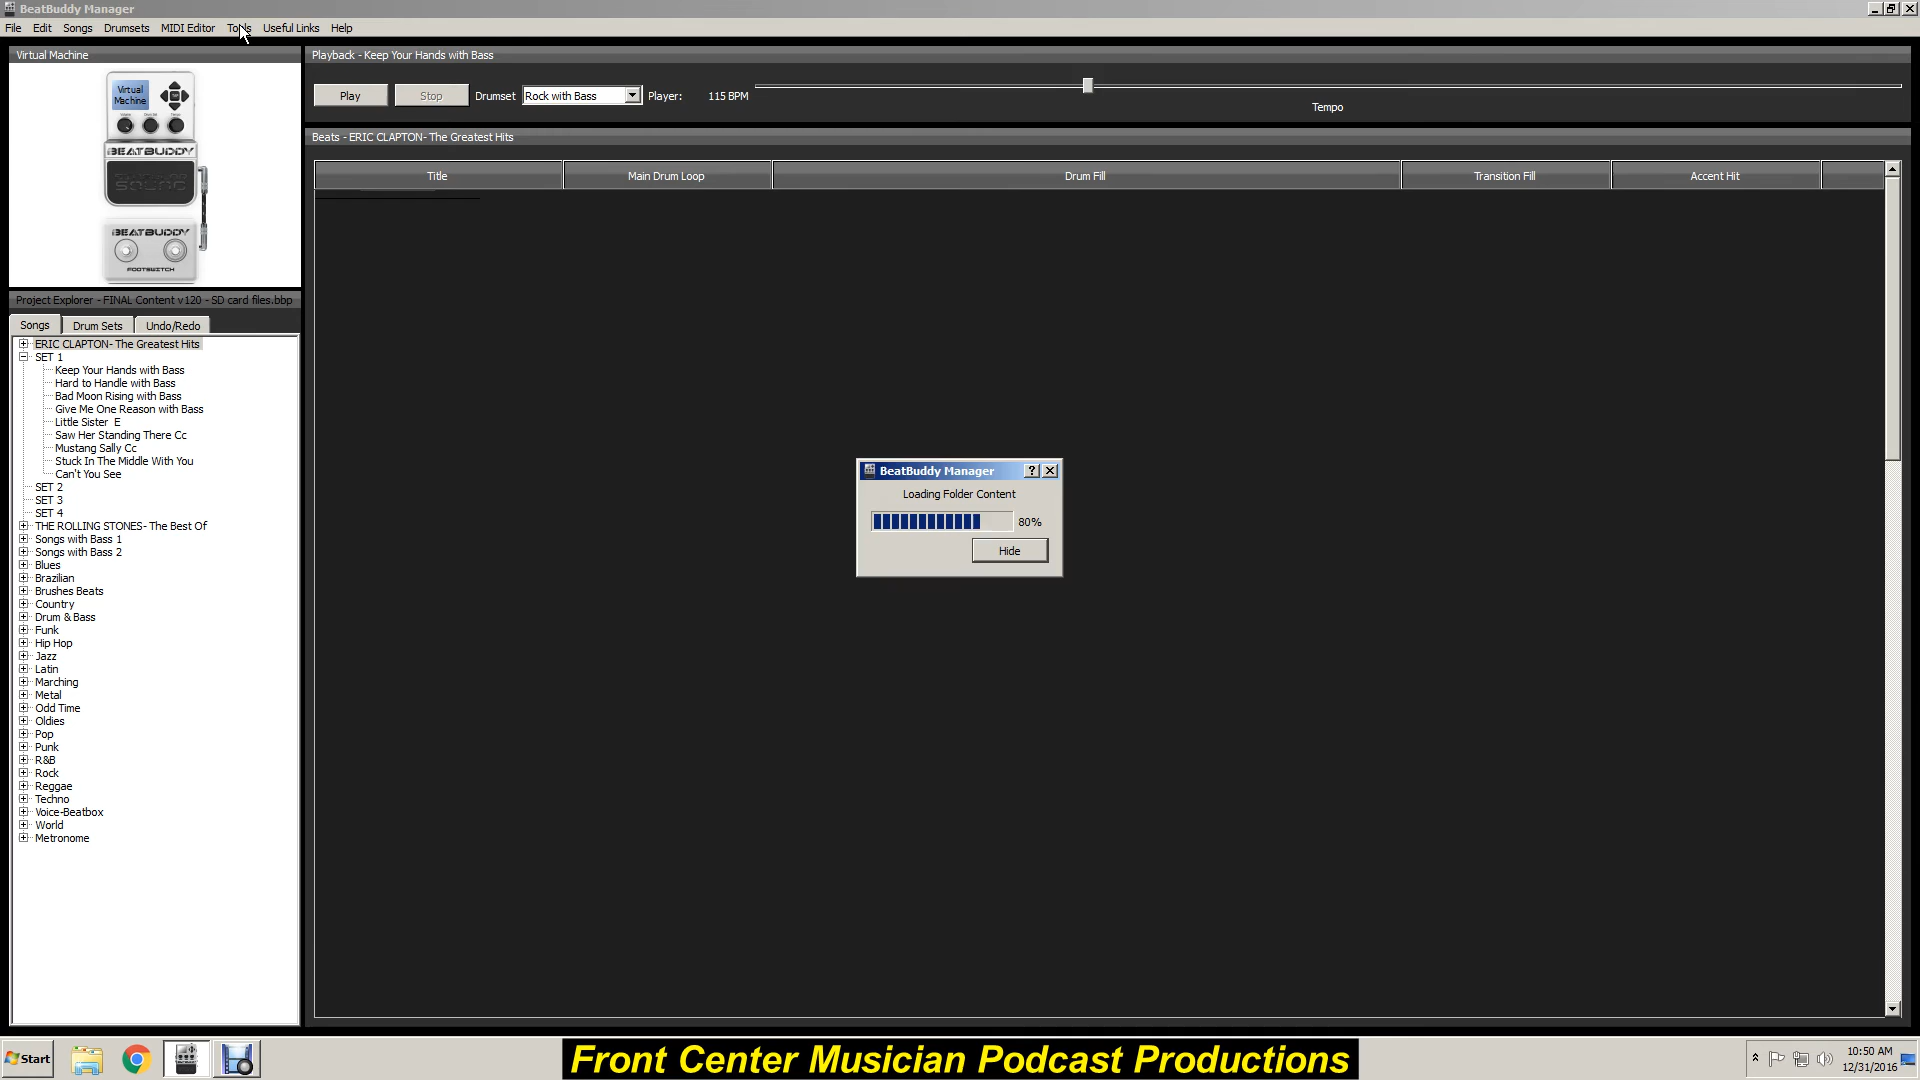 BeatBuddy Manager
File Edit Songs Drumsets MIDI Editor Tools Useful Links Help
Virtual Machine
Virtual
Machine
BEATBUDDY
BEATBUDDY
FOOTSWITCH
Playback - Keep Your Hands with Bass
Play Stop Drumset Rock with Bass Player: 115 BPM
Tempo
Beats - ERIC CLAPTON- The Greatest Hits
Title Main Drum Loop Drum Fill Transition Fill Accent Hit
Project Explorer - FINAL Content v120 - SD card files.bbp
Songs Drum Sets Undo/Redo
ERIC CLAPTON- The Greatest Hits
SET 1
Keep Your Hands with Bass
Hard to Handle with Bass
Bad Moon Rising with Bass
Give Me One Reason with Bass
Little Sister E
Saw Her Standing There Cc
Mustang Sally Cc
Stuck In The Middle With You
Can't You See
SET 2
SET 3
SET 4
THE ROLLING STONES- The Best Of
Songs with Bass 1
Songs with Bass 2
Blues
Brazilian
Brushes Beats
Country
Drum & Bass
Funk
Hip Hop
Jazz
Latin
Marching
Metal
Odd Time
Oldies
Pop
Punk
R&B
Rock
Reggae
Techno
Voice-Beatbox
World
Metronome
BeatBuddy Manager
Loading Folder Content
80%
Hide
Start
Front Center Musician Podcast Productions
10:50 AM
12/31/2016